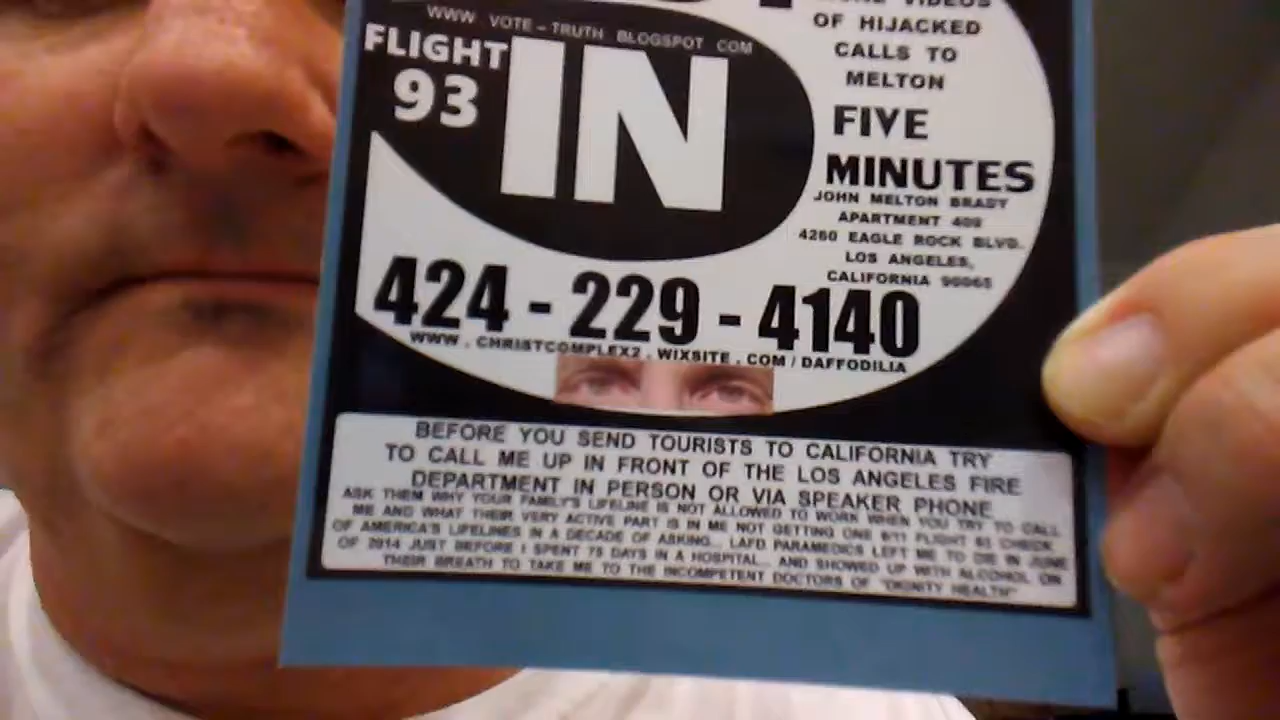 VIDEOS
OF HIJACKED
CALLS TO
MELTON
FIVE
MINUTES
JOHN MELTON BRADY
APARTMENT 409
4260 EAGLE ROCK BLVD.
LOS ANGELES,
CALIFORNIA 90065
WWW VOTE - TRUTH BLOGSPOT COM
FLIGHT
93
IN
424 - 229 - 4140
WWW . CHRISTCOMPLEX2 . WIXSITE . COM / DAFFODILIA
BEFORE YOU SEND TOURISTS TO CALIFORNIA TRY
TO CALL ME UP IN FRONT OF THE LOS ANGELES FIRE
DEPARTMENT IN PERSON OR VIA SPEAKER PHONE
ASK THEM WHY YOUR FAMILY'S LIFELINE IS NOT ALLOWED TO WORK WHEN YOU TRY TO CALL
ME AND WHAT THEIR VERY ACTIVE PART IS IN ME NOT GETTING ONE 9/11 FLIGHT 93 CHECK
OF AMERICA'S LIFELINES IN A DECADE OF ASKING... LAFD PARAMEDICS LEFT ME TO DIE IN JUNE
OF 2014 JUST BEFORE I SPENT 75 DAYS IN A HOSPITAL... AND SHOWED UP WITH ALCOHOL ON
THEIR BREATH TO TAKE ME TO THE INCOMPETENT DOCTORS OF "DIGNITY HEALTH"